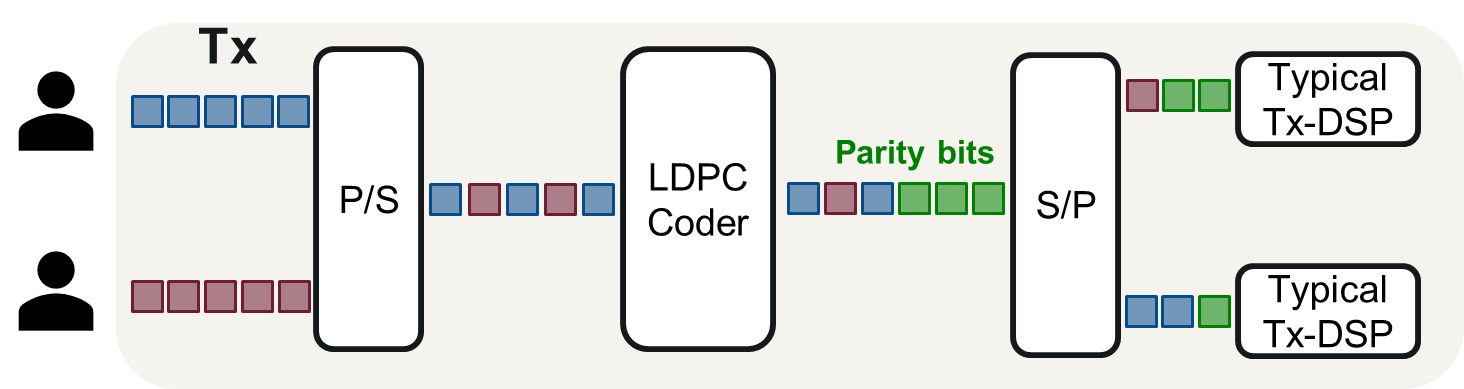 Tx
P/S
LDPC
Coder
Parity bits
S/P
Typical
Tx-DSP
Typical
Tx-DSP